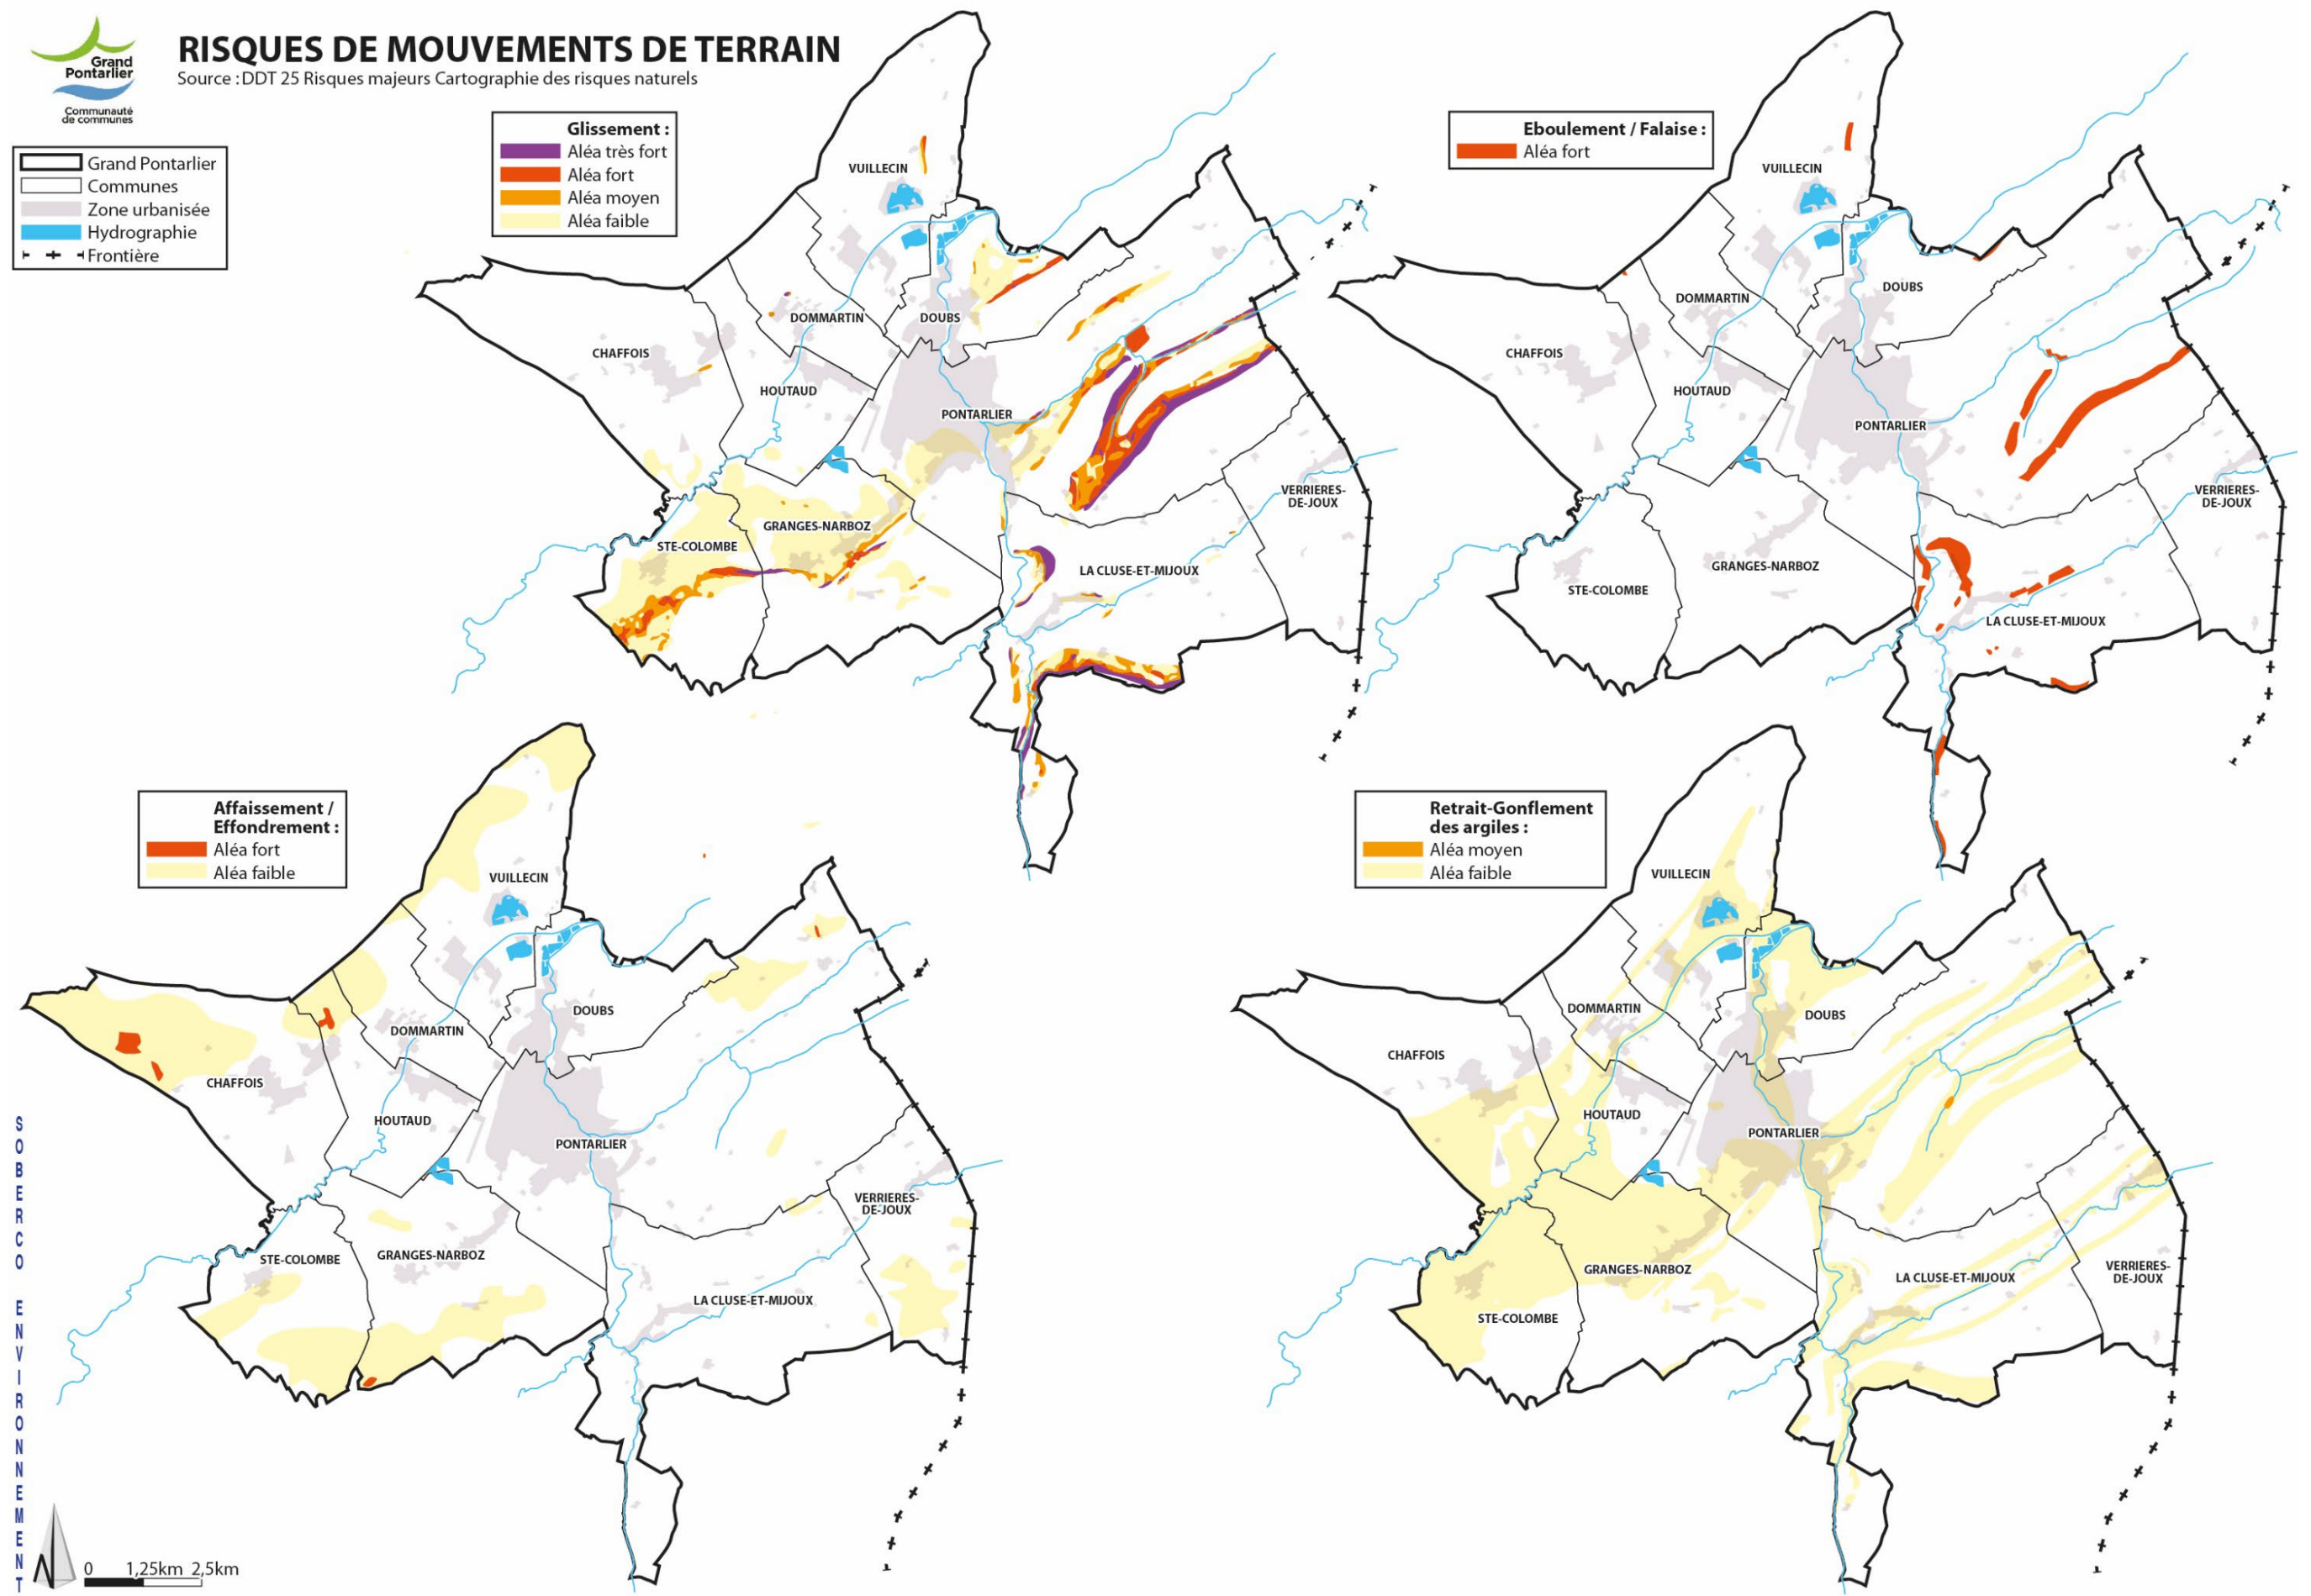 Grand
Pontarlier
Communauté
de communes
RISQUES DE MOUVEMENTS DE TERRAIN
Source : DDT 25 Risques majeurs Cartographie des risques naturels
Grand Pontarlier
Communes
Zone urbanisée
Hydrographie
Frontière
Glissement :
Aléa très fort
Aléa fort
Aléa moyen
Aléa faible
VUILLECIN
DOMMARTIN
DOUBS
CHAFFOIS
HOUTAUD
PONTARLIER
VERRIERES-
DE-JOUX
GRANGES-NARBOZ
STE-COLOMBE
LA CLUSE-ET-MIJOUX
Eboulement / Falaise :
Aléa fort
VUILLECIN
DOUBS
DOMMARTIN
CHAFFOIS
HOUTAUD
PONTARLIER
VERRIERES-
DE-JOUX
GRANGES-NARBOZ
STE-COLOMBE
LA CLUSE-ET-MIJOUX
Affaissement /
Effondrement :
Aléa fort
Aléa faible
VUILLECIN
DOUBS
DOMMARTIN
CHAFFOIS
HOUTAUD
PONTARLIER
VERRIERES-
DE-JOUX
GRANGES-NARBOZ
STE-COLOMBE
LA CLUSE-ET-MIJOUX
Retrait-Gonflement
des argiles :
Aléa moyen
Aléa faible
VUILLECIN
DOMMARTIN
DOUBS
CHAFFOIS
HOUTAUD
PONTARLIER
VERRIERES-
DE-JOUX
GRANGES-NARBOZ
LA CLUSE-ET-MIJOUX
STE-COLOMBE
SOBERCO ENVIRONNEMENT
N
0 1,25km 2,5km